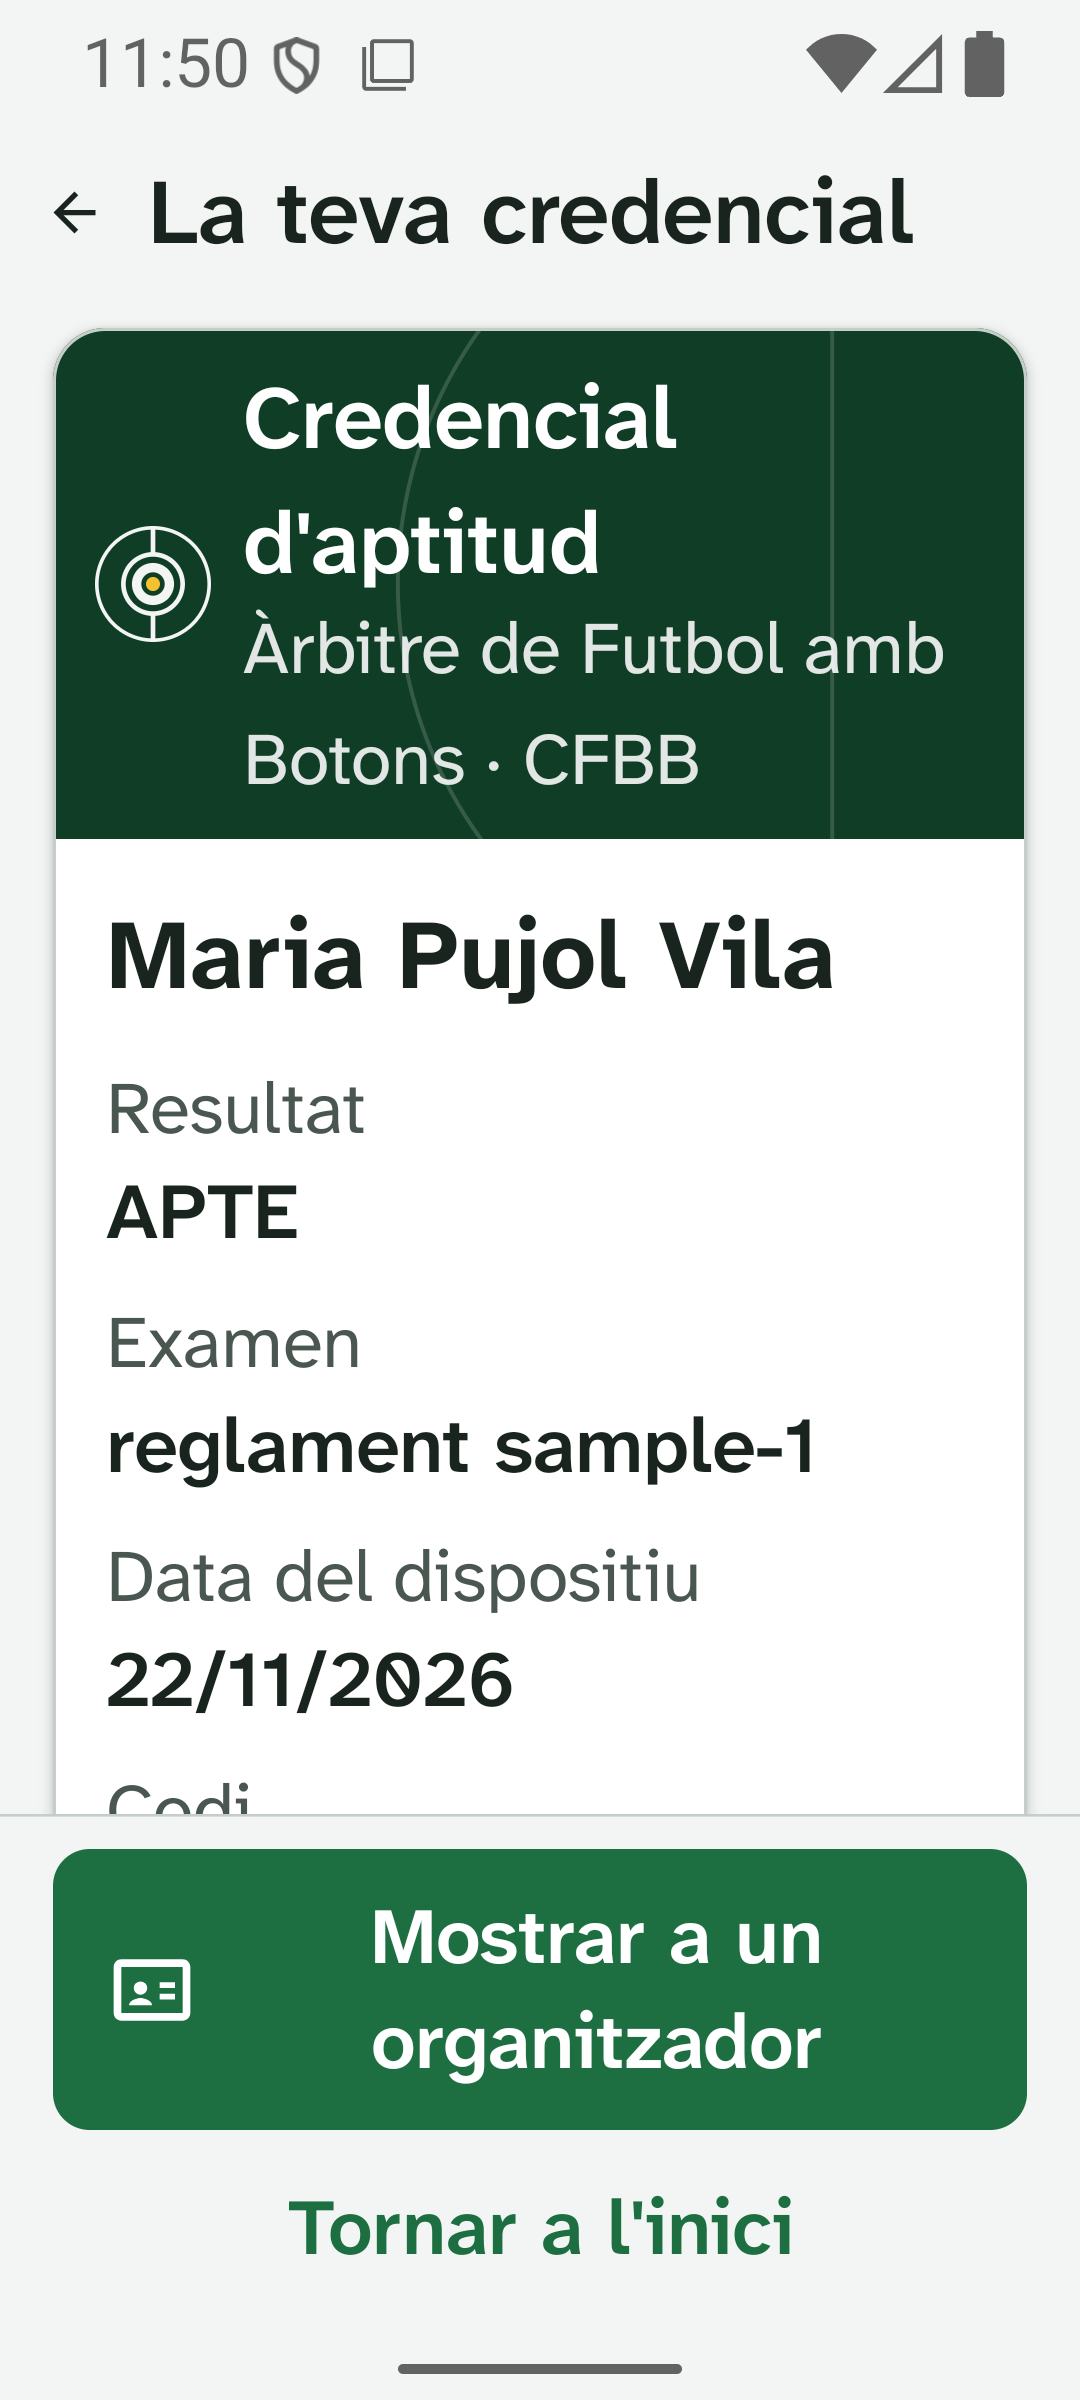 11:50
La teva credencial
Credencial
d'aptitud
Àrbitre de Futbol amb
Botons · CFBB
Maria Pujol Vila
Resultat
APTE
Examen
reglament sample-1
Data del dispositiu
22/11/2026
Codi
Mostrar a un
organitzador
Tornar a l'inici